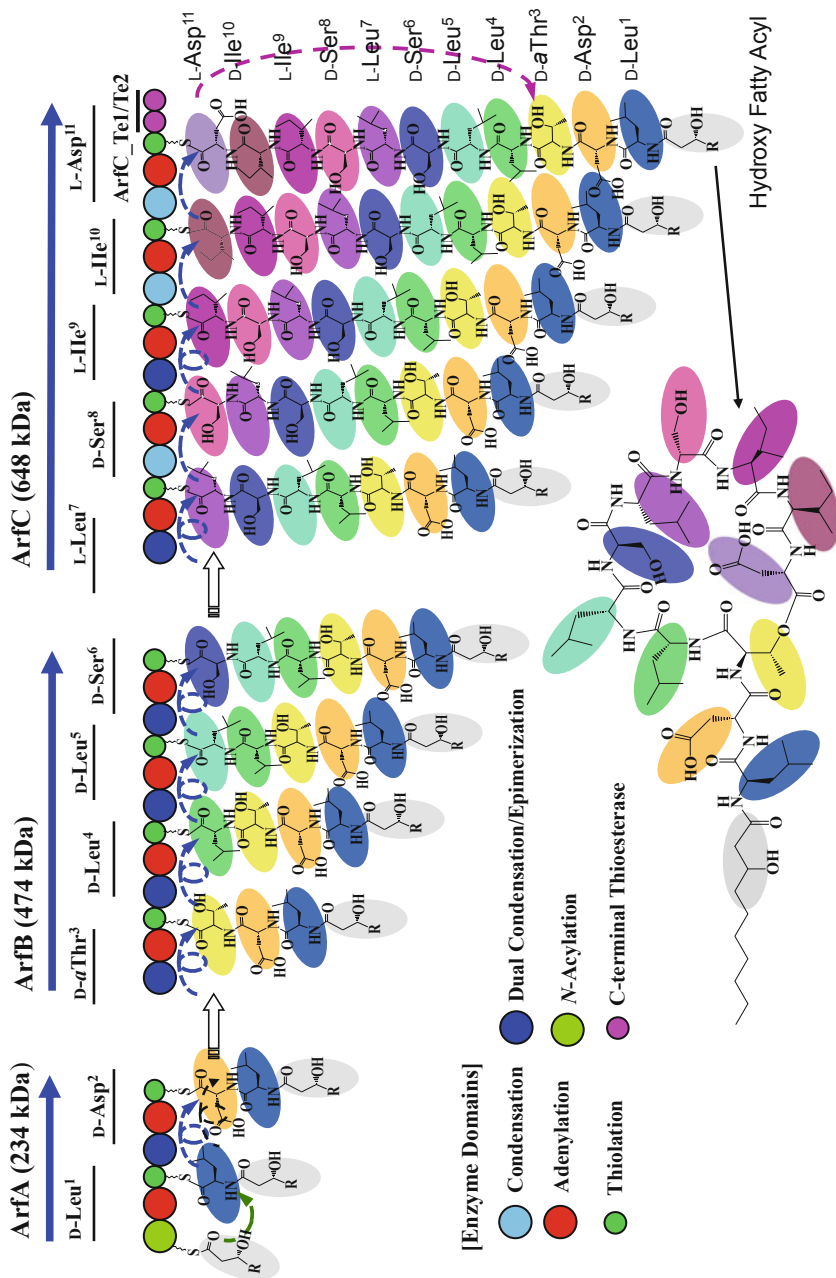 ArfA (234 kDa)
ArfB (474 kDa)
ArfC (648 kDa)
D-Leu1
D-Asp2
D-aThr3
D-Leu4
D-Leu5
D-Ser6
L-Leu7
D-Ser8
L-IIe9
L-IIe10
L-Asp11
ArfC_Te1/Te2
L-Asp11
D-Ile10
L-Ile9
D-Ser8
L-Leu7
D-Ser6
D-Leu5
D-Leu4
D-aThr3
D-Asp2
D-Leu1
Hydroxy Fatty Acyl
[Enzyme Domains]
Condensation
Dual Condensation/Epimerization
Adenylation
N-Acylation
Thiolation
C-terminal Thioesterase